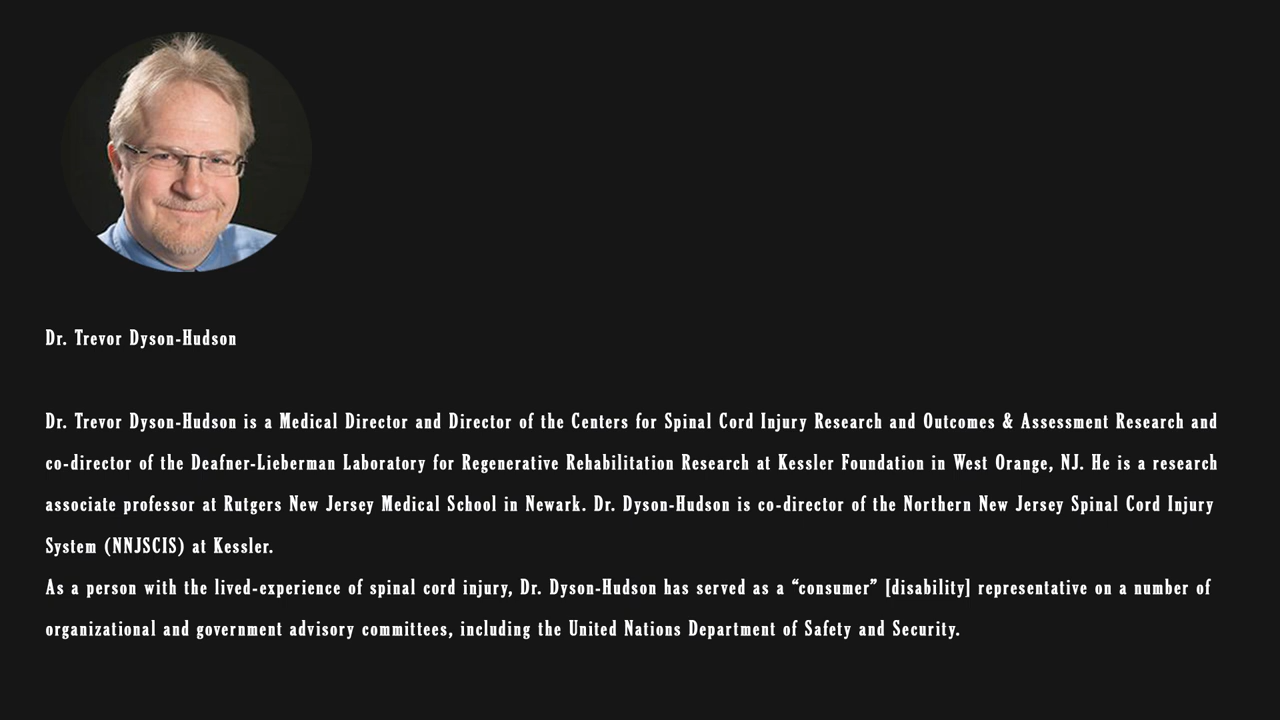 Dr. Trevor Dyson-Hudson
Dr. Trevor Dyson-Hudson is a Medical Director and Director of the Centers for Spinal Cord Injury Research and Outcomes & Assessment Research and
co-director of the Deafner-Lieberman Laboratory for Regenerative Rehabilitation Research at Kessler Foundation in West Orange, NJ. He is a research
associate professor at Rutgers New Jersey Medical School in Newark. Dr. Dyson-Hudson is co-director of the Northern New Jersey Spinal Cord Injury
System (NNJSCIS) at Kessler.
As a person with the lived-experience of spinal cord injury, Dr. Dyson-Hudson has served as a “consumer” [disability] representative on a number of
organizational and government advisory committees, including the United Nations Department of Safety and Security.